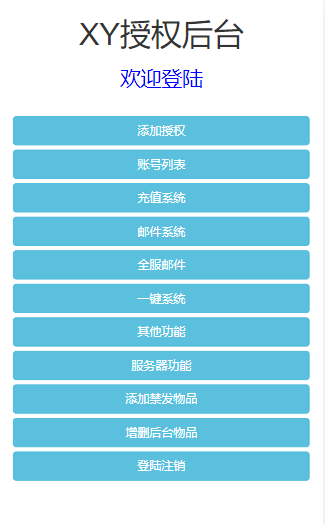 XY授权后台
欢迎登陆
添加授权
账号列表
充值系统
邮件系统
全服邮件
一键系统
其他功能
服务器功能
添加禁发物品
增删后台物品
登陆注销